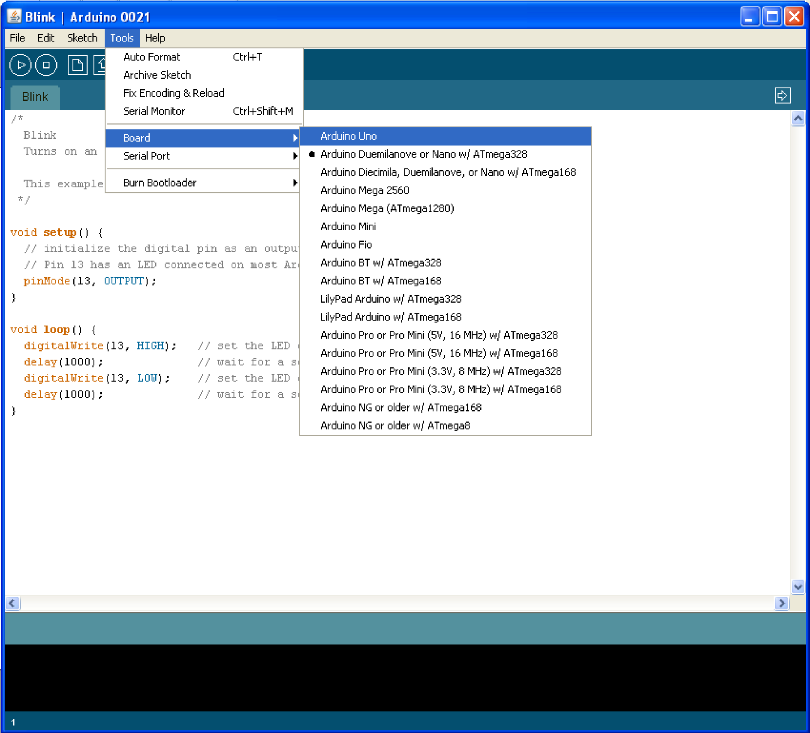 Blink | Arduino 0021
File Edit Sketch Tools Help
Auto Format Ctrl+T
Archive Sketch
Fix Encoding & Reload
Serial Monitor Ctrl+Shift+M
Board
Serial Port
Burn Bootloader
Arduino Uno
Arduino Duemilanove or Nano w/ ATmega328
Arduino Diecimila, Duemilanove, or Nano w/ ATmega168
Arduino Mega 2560
Arduino Mega (ATmega1280)
Arduino Mini
Arduino Fio
Arduino BT w/ ATmega328
Arduino BT w/ ATmega168
LilyPad Arduino w/ ATmega328
LilyPad Arduino w/ ATmega168
Arduino Pro or Pro Mini (5V, 16 MHz) w/ ATmega328
Arduino Pro or Pro Mini (5V, 16 MHz) w/ ATmega168
Arduino Pro or Pro Mini (3.3V, 8 MHz) w/ ATmega328
Arduino Pro or Pro Mini (3.3V, 8 MHz) w/ ATmega168
Arduino NG or older w/ ATmega168
Arduino NG or older w/ ATmega8
Blink
/*
Blink
Turns on an
This example
*/
void setup() {
// initialize the digital pin as an outpu
// Pin 13 has an LED connected on most Ar
pinMode(13, OUTPUT);
}
void loop() {
digitalWrite(13, HIGH); // set the LED
delay(1000); // wait for a s
digitalWrite(13, LOW); // set the LED
delay(1000); // wait for a s
}
1